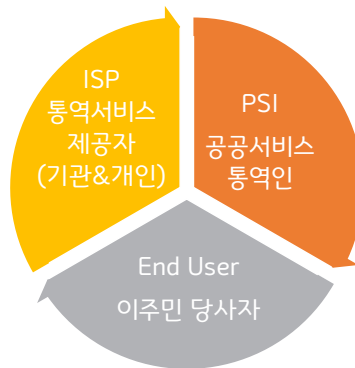 ISP
통역서비스
제공자
(기관&개인)
PSI
공공서비스
통역인
End User
이주민 당사자